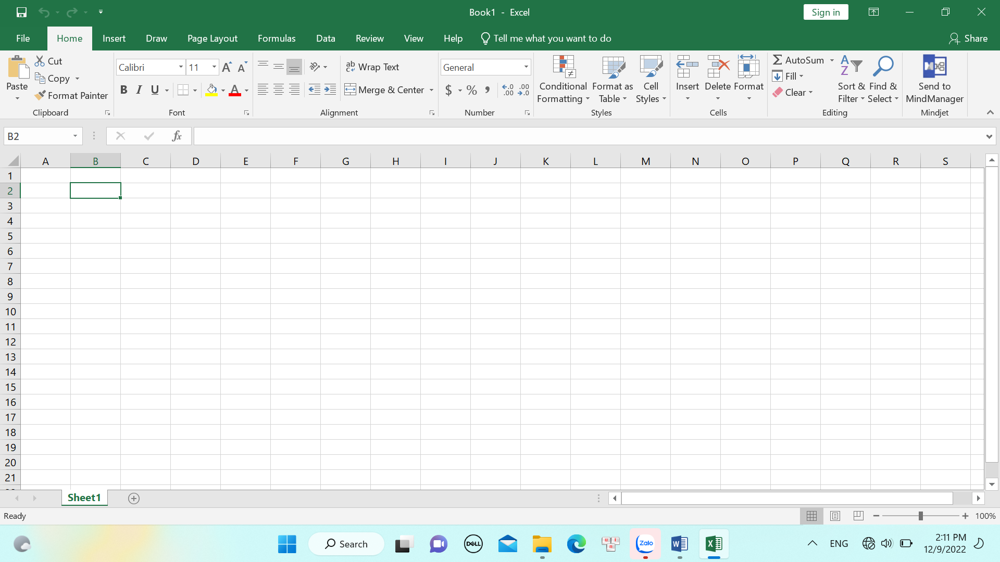 Book1 - Excel
Sign in
File Home Insert Draw Page Layout Formulas Data Review View Help Tell me what you want to do Share
Paste
Cut
Copy
Format Painter
Clipboard
Calibri 11
B I U A
Font
ab Wrap Text
Merge & Center
Alignment
General
$ % ,
Number
Conditional Formatting
Format as Table
Cell Styles
Styles
Insert Delete Format
Cells
AutoSum
Fill
Clear
Sort & Filter
Find & Select
Editing
Send to MindManager
Mindjet
B2 fx
A B C D E F G H I J K L M N O P Q R S
1
2
3
4
5
6
7
8
9
10
11
12
13
14
15
16
17
18
19
20
21
Sheet1
Ready 100%
Search DELL Zalo W X ENG 2:11 PM
12/9/2022